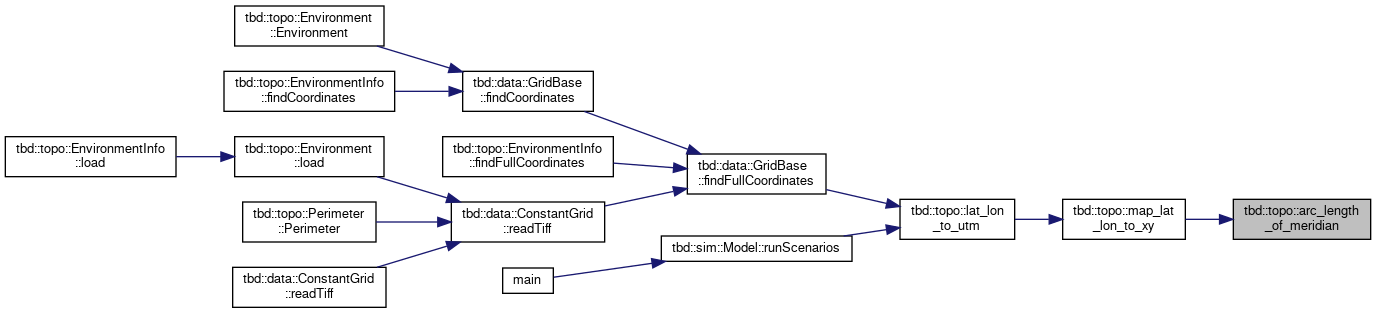 tbd::topo::Environment
::Environment
tbd::topo::EnvironmentInfo
::findCoordinates
tbd::data::GridBase
::findCoordinates
tbd::topo::EnvironmentInfo
::load
tbd::topo::Environment
::load
tbd::topo::EnvironmentInfo
::findFullCoordinates
tbd::data::GridBase
::findFullCoordinates
tbd::topo::Perimeter
::Perimeter
tbd::data::ConstantGrid
::readTiff
tbd::topo::lat_lon
_to_utm
tbd::topo::map_lat
_lon_to_xy
tbd::topo::arc_length
_of_meridian
tbd::sim::Model::runScenarios
tbd::data::ConstantGrid
::readTiff
main